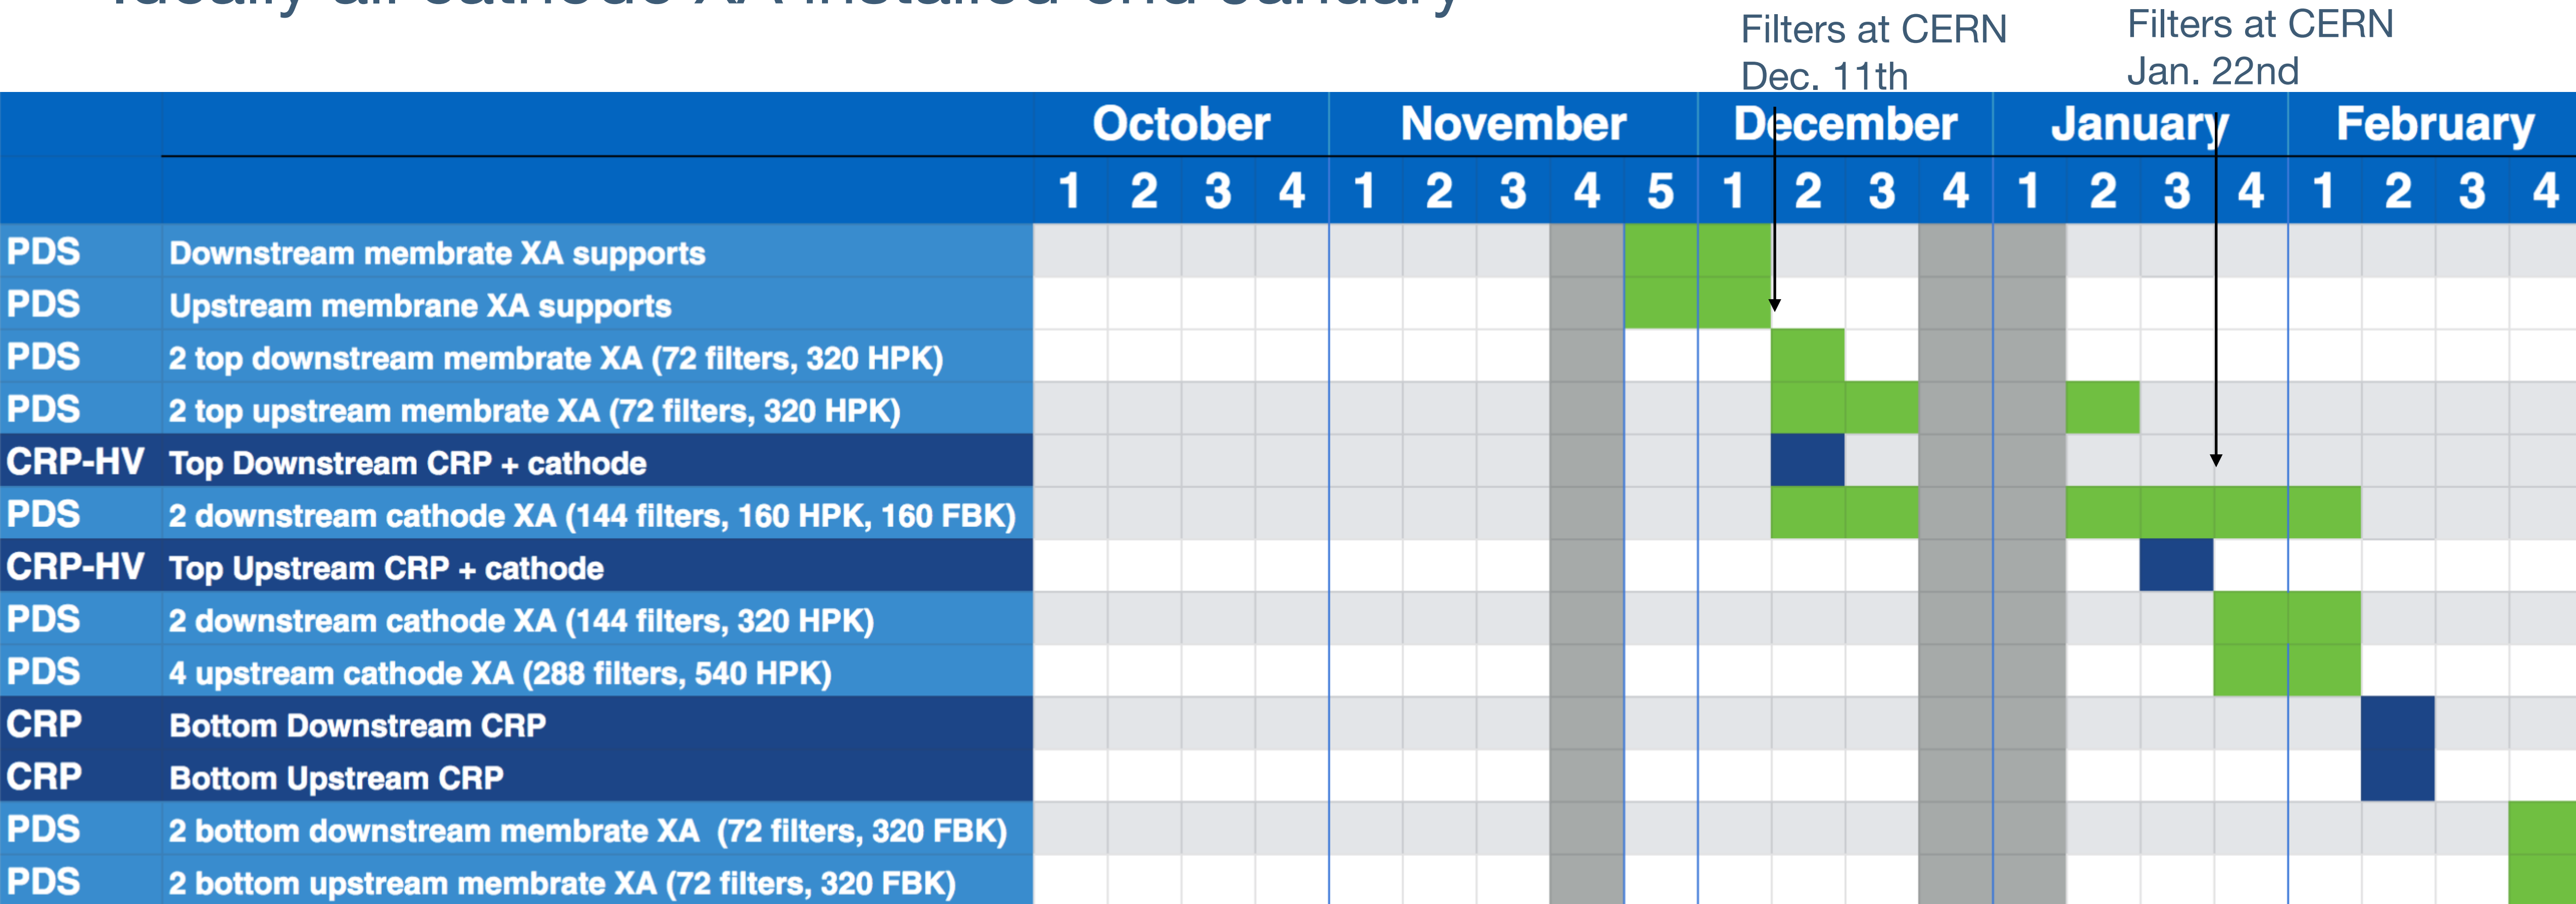 Ideally all cathode XA installed end January
Filters at CERN
Dec. 11th
Filters at CERN
Jan. 22nd
October November December January February
1 2 3 4 1 2 3 4 5 1 2 3 4 1 2 3 4 1 2 3 4
PDS Downstream membrate XA supports
PDS Upstream membrane XA supports
PDS 2 top downstream membrate XA (72 filters, 320 HPK)
PDS 2 top upstream membrate XA (72 filters, 320 HPK)
CRP-HV Top Downstream CRP + cathode
PDS 2 downstream cathode XA (144 filters, 160 HPK, 160 FBK)
CRP-HV Top Upstream CRP + cathode
PDS 2 downstream cathode XA (144 filters, 320 HPK)
PDS 4 upstream cathode XA (288 filters, 540 HPK)
CRP Bottom Downstream CRP
CRP Bottom Upstream CRP
PDS 2 bottom downstream membrate XA (72 filters, 320 FBK)
PDS 2 bottom upstream membrate XA (72 filters, 320 FBK)